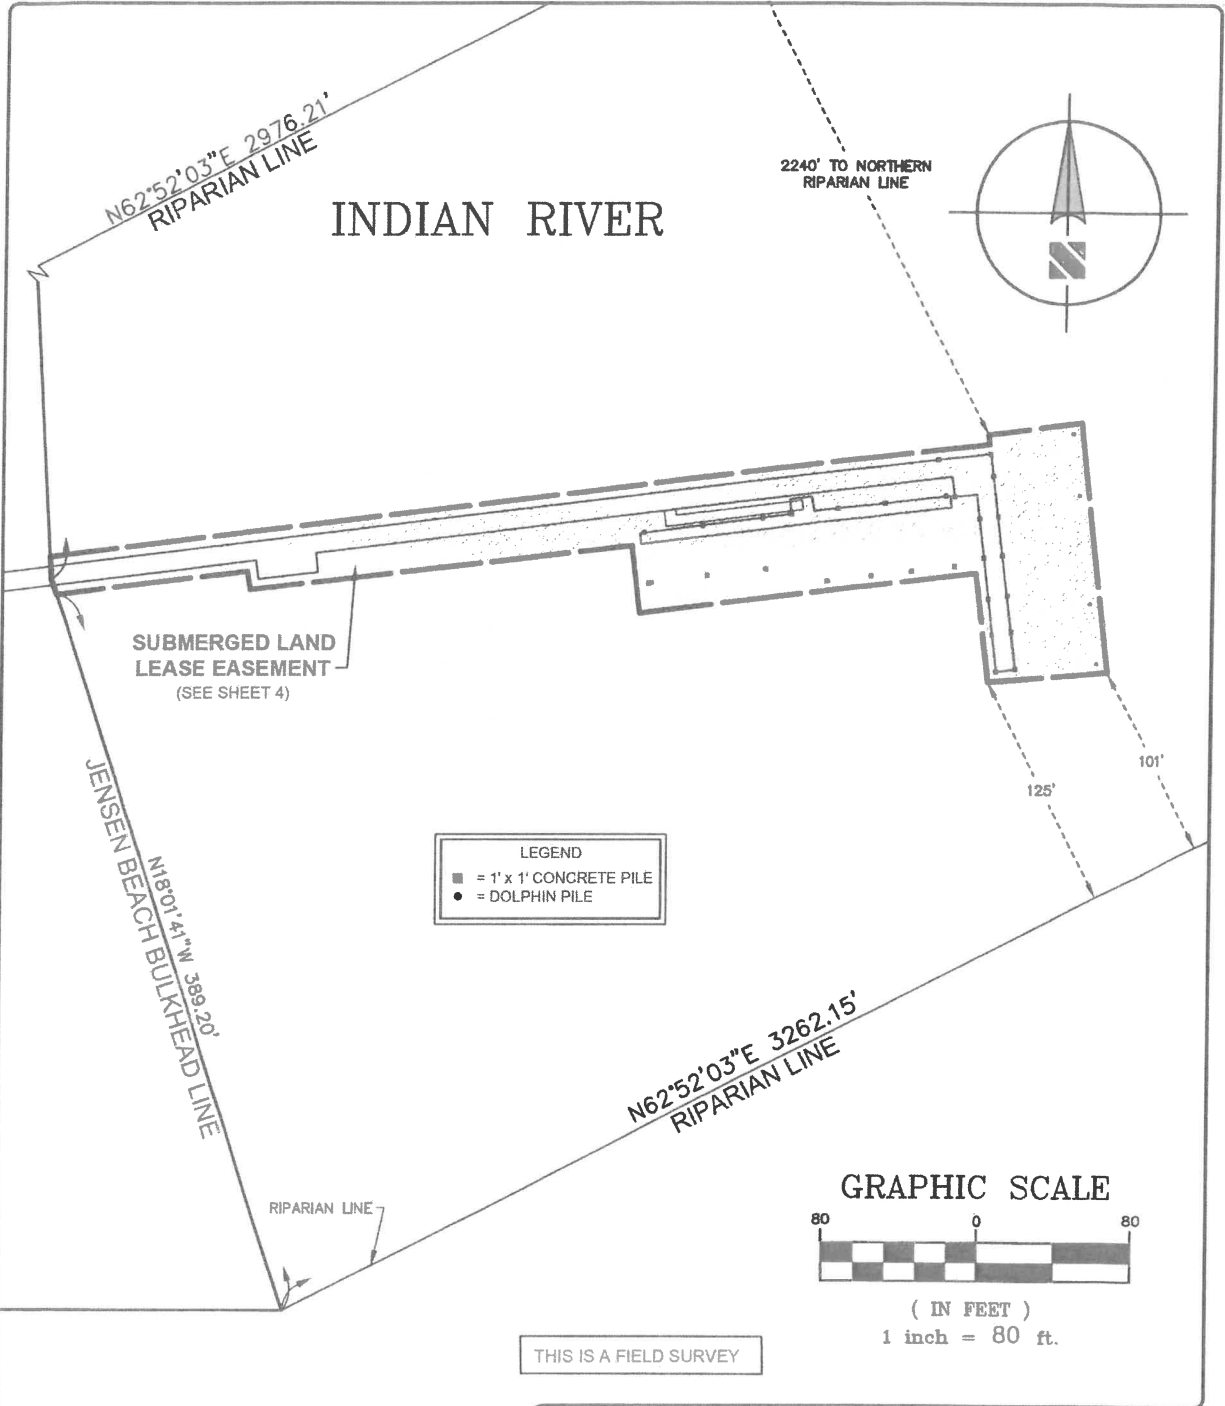 N62°52'03"E 2976.21'
RIPARIAN LINE
INDIAN RIVER
2240' TO NORTHERN
RIPARIAN LINE
N
SUBMERGED LAND
LEASE EASEMENT
(SEE SHEET 4)
101'
125'
JENSEN BEACH BULKHEAD LINE
N18°01'41"W 389.20'
LEGEND
= 1' x 1' CONCRETE PILE
= DOLPHIN PILE
N62°52'03"E 3262.15'
RIPARIAN LINE
RIPARIAN LINE
GRAPHIC SCALE
80 0 80
( IN FEET )
1 inch = 80 ft.
THIS IS A FIELD SURVEY